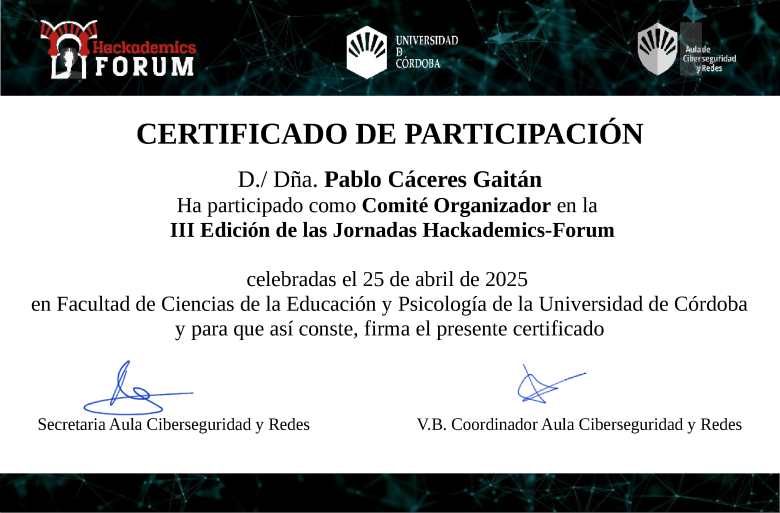 Hackademics
FORUM
UNIVERSIDAD
Ð
CÓRDOBA
Aula de
Ciberseguridad
y Redes
CERTIFICADO DE PARTICIPACIÓN
D./ Dña. Pablo Cáceres Gaitán
Ha participado como Comité Organizador en la
III Edición de las Jornadas Hackademics-Forum
celebradas el 25 de abril de 2025
en Facultad de Ciencias de la Educación y Psicología de la Universidad de Córdoba
y para que así conste, firma el presente certificado
Secretaria Aula Ciberseguridad y Redes
V.B. Coordinador Aula Ciberseguridad y Redes